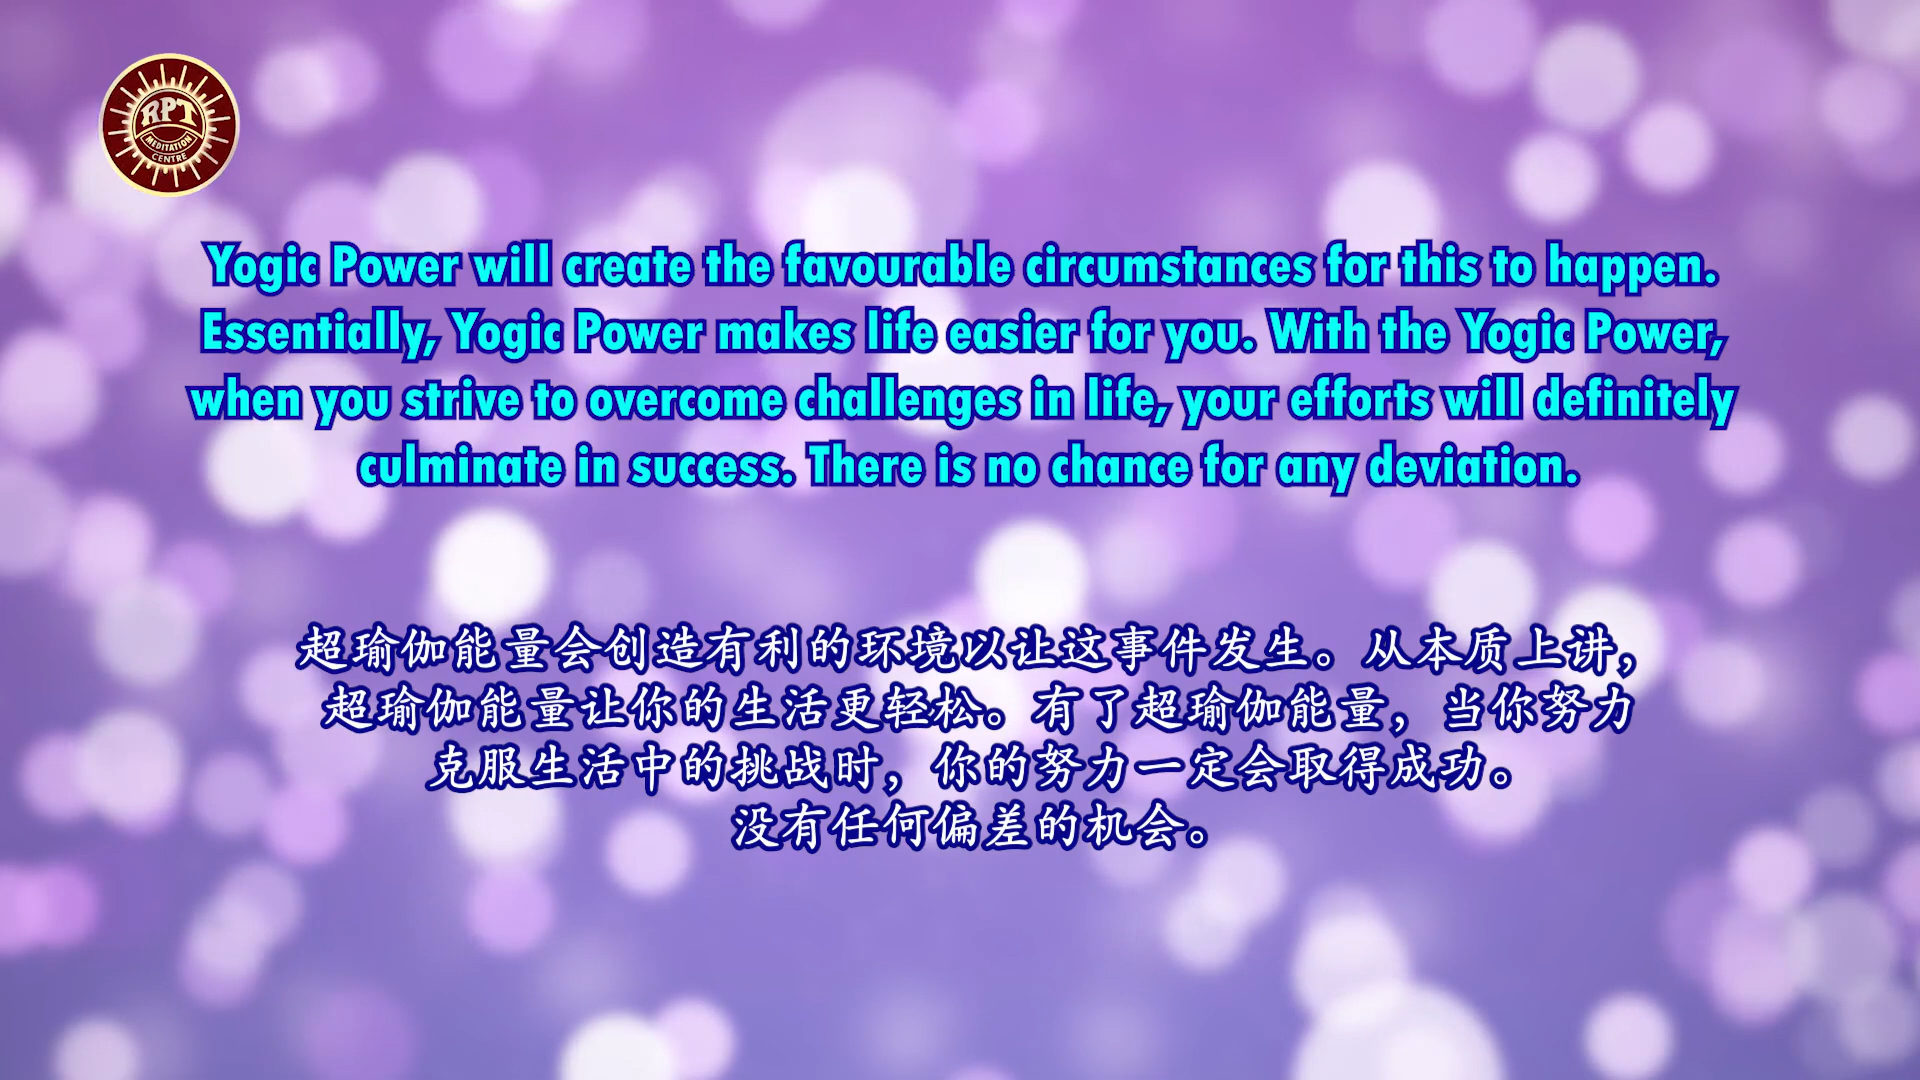 RPT
MEDITATION
CENTRE
Yogic Power will create the favourable circumstances for this to happen.
Essentially, Yogic Power makes life easier for you. With the Yogic Power,
when you strive to overcome challenges in life, your efforts will definitely
culminate in success. There is no chance for any deviation.
超瑜伽能量会创造有利的环境以让这事件发生。从本质上讲，
超瑜伽能量让你的生活更轻松。有了超瑜伽能量，当你努力
克服生活中的挑战时，你的努力一定会取得成功。
没有任何偏差的机会。